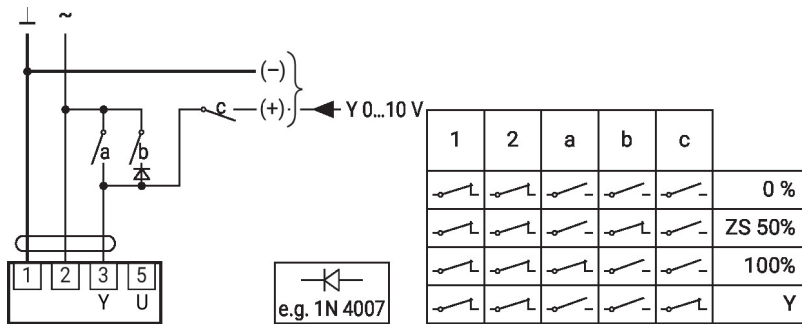 ⊥ ~
(−)
c (+) Y 0...10 V
a b
1 2 3 5
Y U
e.g. 1N 4007
1 2 a b c
0 %
ZS 50%
100%
Y